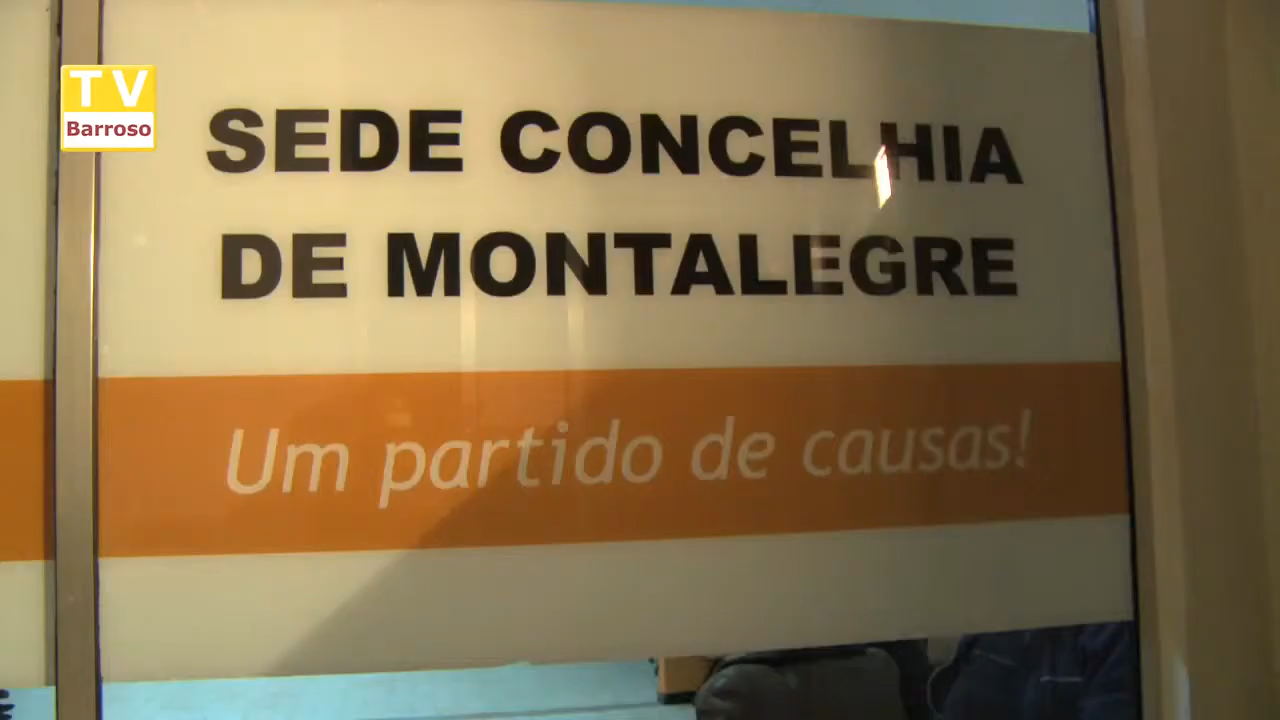 TV
Barroso
SEDE CONCELHIA
DE MONTALEGRE
Um partido de causas!